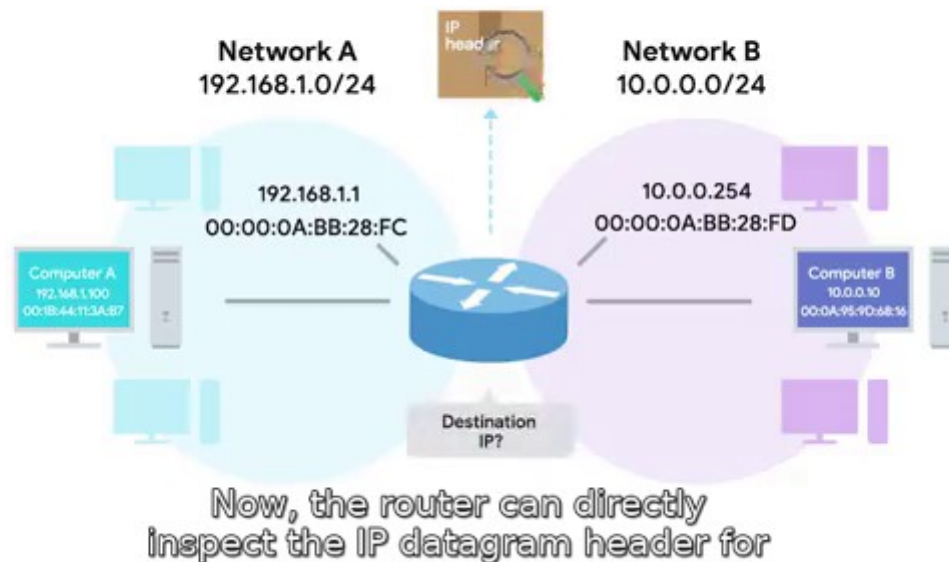 IP
header
Network A
192.168.1.0/24
Network B
10.0.0.0/24
192.168.1.1
00:00:0A:BB:28:FC
10.0.0.254
00:00:0A:BB:28:FD
Computer A
192.168.1.100
00:1B:44:11:3A:B7
Computer B
10.0.0.10
00:0A:95:9D:68:16
Destination
IP?
Now, the router can directly
inspect the IP datagram header for